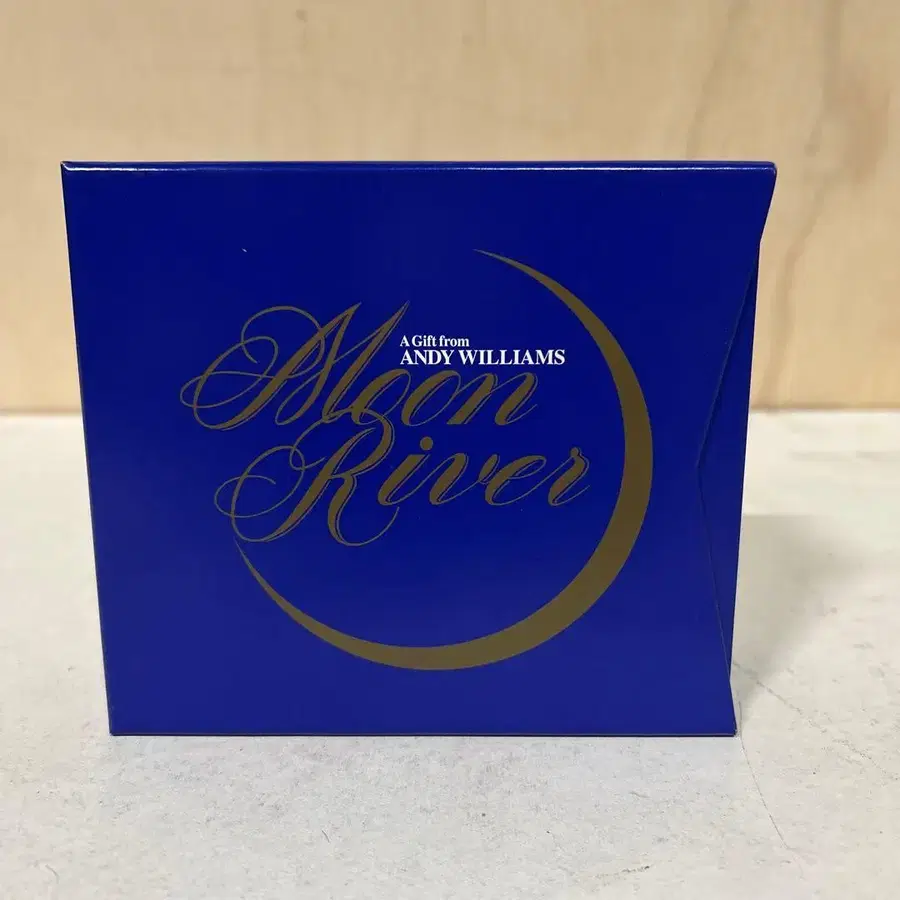 A Gift from
ANDY WILLIAMS
Moon
River